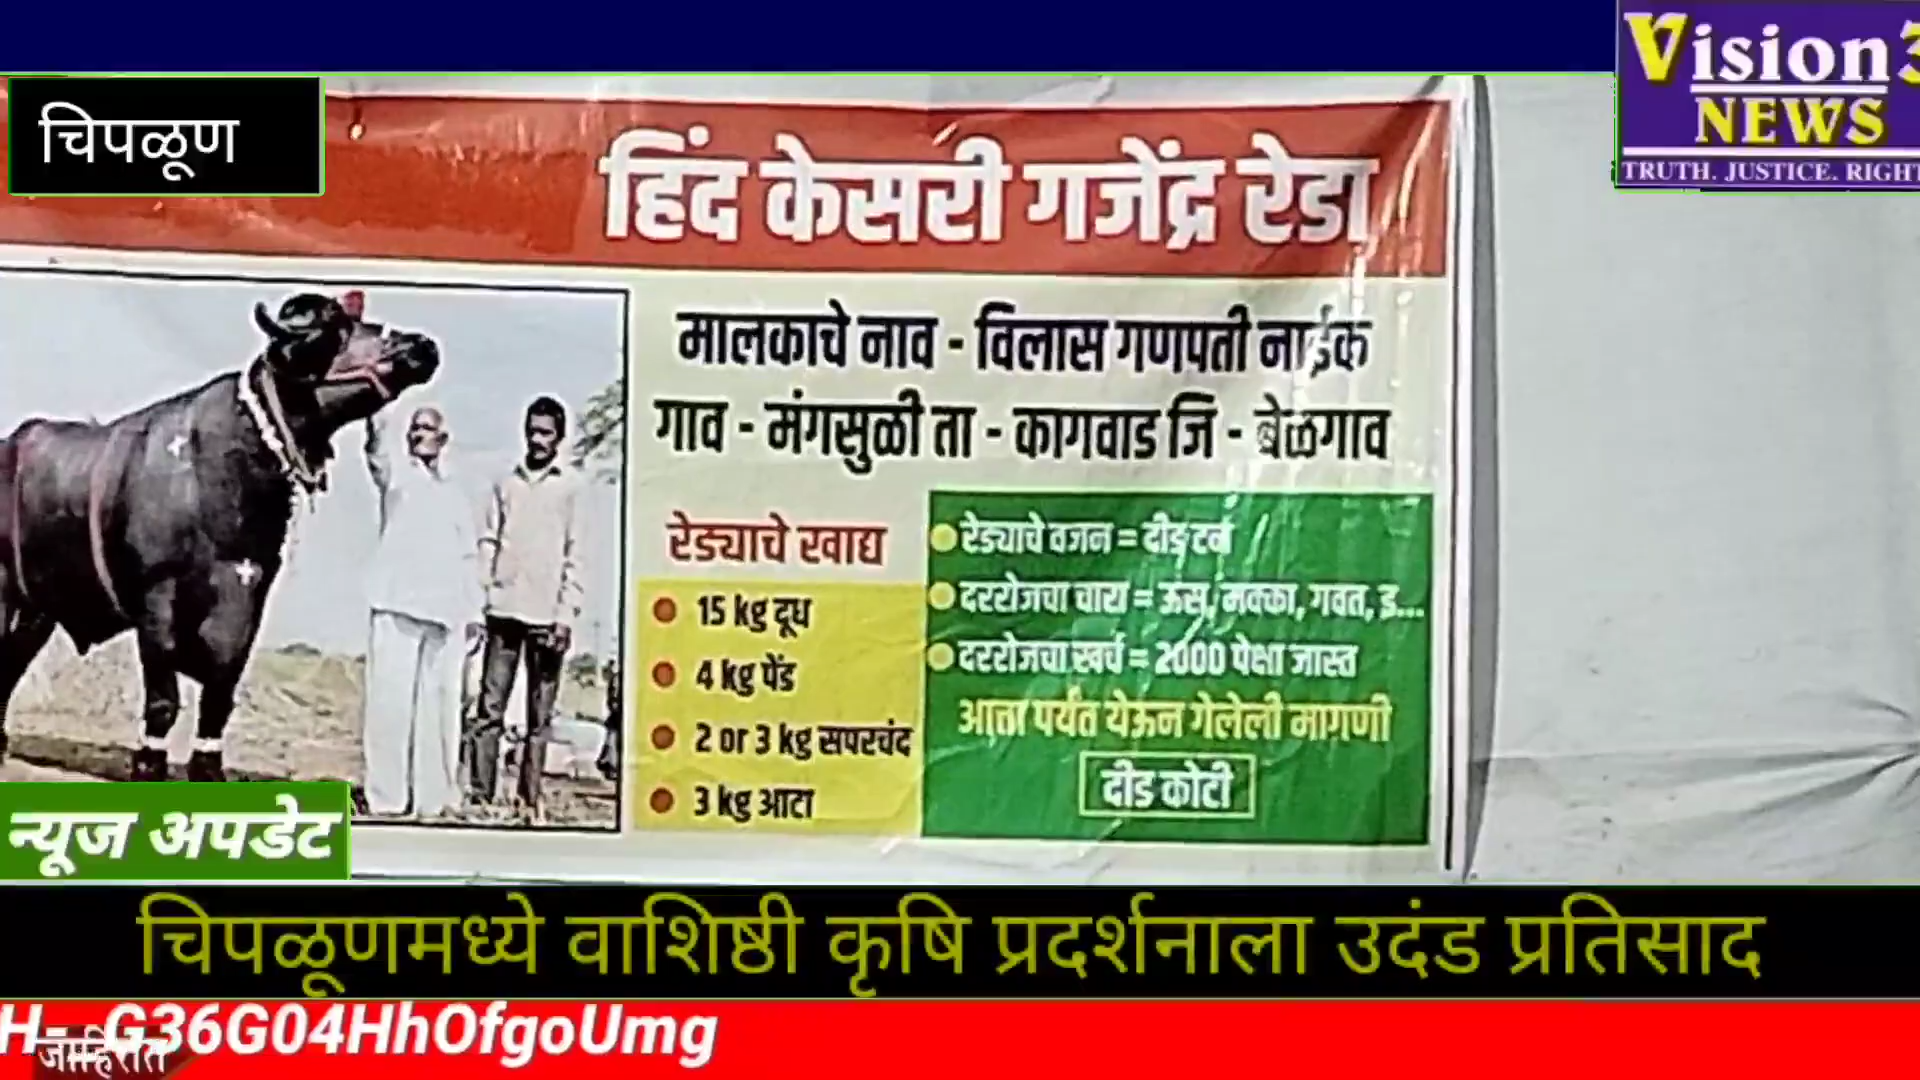 चिपळूण
Vision3
NEWS
TRUTH. JUSTICE. RIGHT
हिंद केसरी गजेंद्र रेडा
मालकाचे नाव - विलास गणपती नाईक
गाव - मंगसुळी ता - कागवाड जि - बेळगाव
रेड्याचे खाद्य
15 kg दूध
4 kg पेंड
2 or 3 kg सपरचंद
3 kg आटा
रेड्याचे वजन = दीड टन
दररोजचा चारा = ऊस, मक्का, गवत, इ...
दररोजचा खर्च = 2000 पेक्षा जास्त
आत्ता पर्यंत येऊन गेलेली मागणी
दीड कोटी
न्यूज अपडेट
चिपळूणमध्ये वाशिष्ठी कृषि प्रदर्शनाला उदंड प्रतिसाद
G36G04HhOfgoUmg
जाहिरात